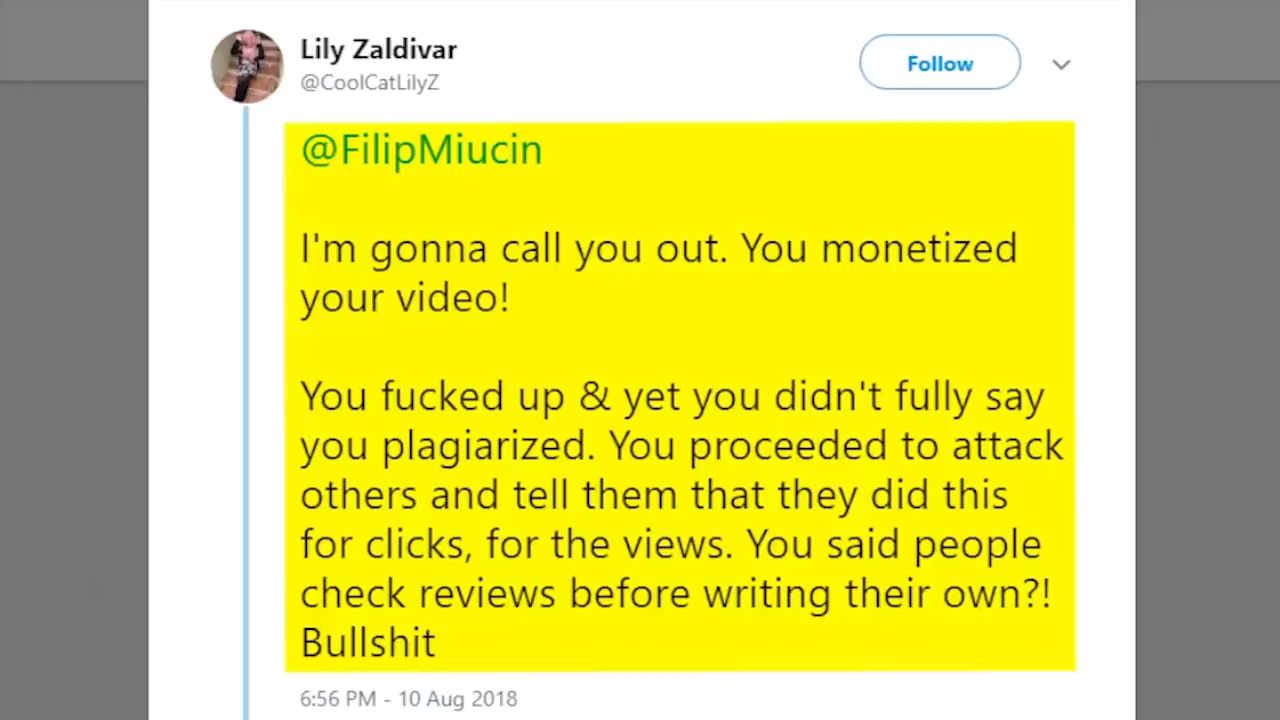 Lily Zaldivar
@CoolCatLilyZ
Follow
@FilipMiucin
I'm gonna call you out. You monetized
your video!
You fucked up & yet you didn't fully say
you plagiarized. You proceeded to attack
others and tell them that they did this
for clicks, for the views. You said people
check reviews before writing their own?!
Bullshit
6:56 PM - 10 Aug 2018